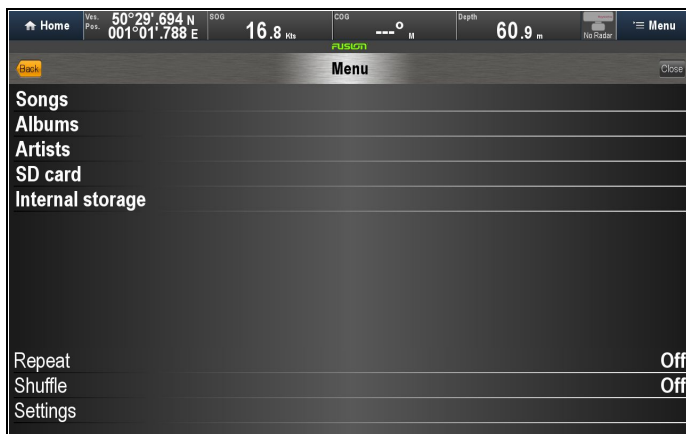 Home
Ves. Pos. 50°29'.694 N
001°01'.788 E
SOG
16.8 Kts
COG
---° M
Depth
60.9 m
No Radar
Menu
FUSION
Back
Menu
Close
Songs
Albums
Artists
SD card
Internal storage
Repeat Off
Shuffle Off
Settings